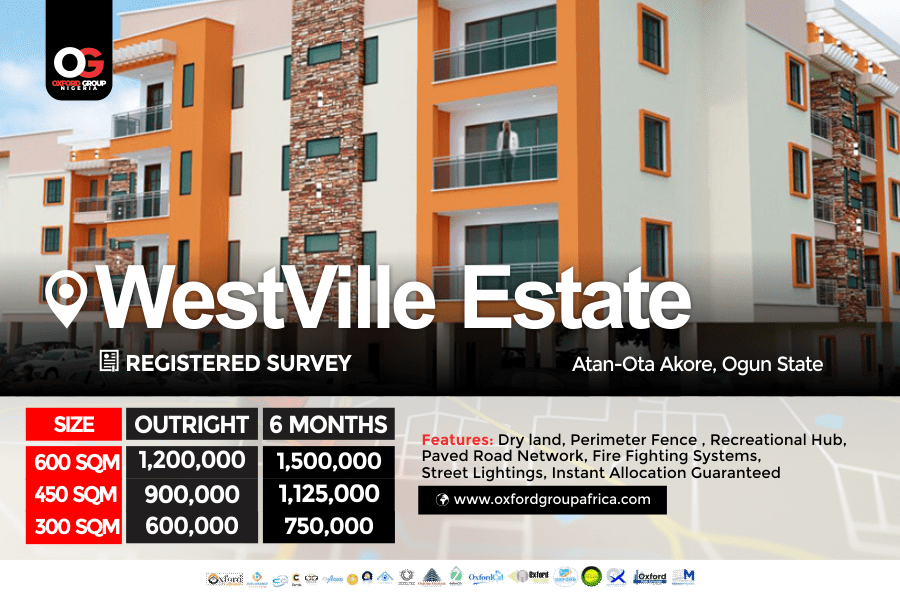 OG
OXFORD GROUP
NIGERIA
WestVille Estate
REGISTERED SURVEY
Atan-Ota Akore, Ogun State
SIZE OUTRIGHT 6 MONTHS
600 SQM 1,200,000 1,500,000
450 SQM 900,000 1,125,000
300 SQM 600,000 750,000
Features: Dry land, Perimeter Fence , Recreational Hub,
Paved Road Network, Fire Fighting Systems,
Street Lightings, Instant Allocation Guaranteed
www.oxfordgroupafrica.com
Oxford Oxford Oxford